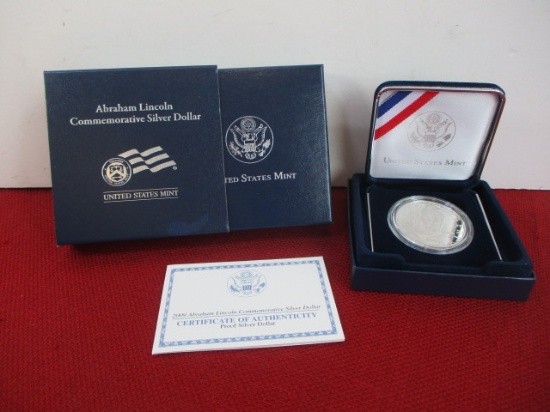 Abraham Lincoln
Commemorative Silver Dollar
UNITED STATES MINT
UNITED STATES MINT
UNITED STATES MINT
2009 Abraham Lincoln Commemorative Silver Dollar
CERTIFICATE OF AUTHENTICITY
Proof Silver Dollar